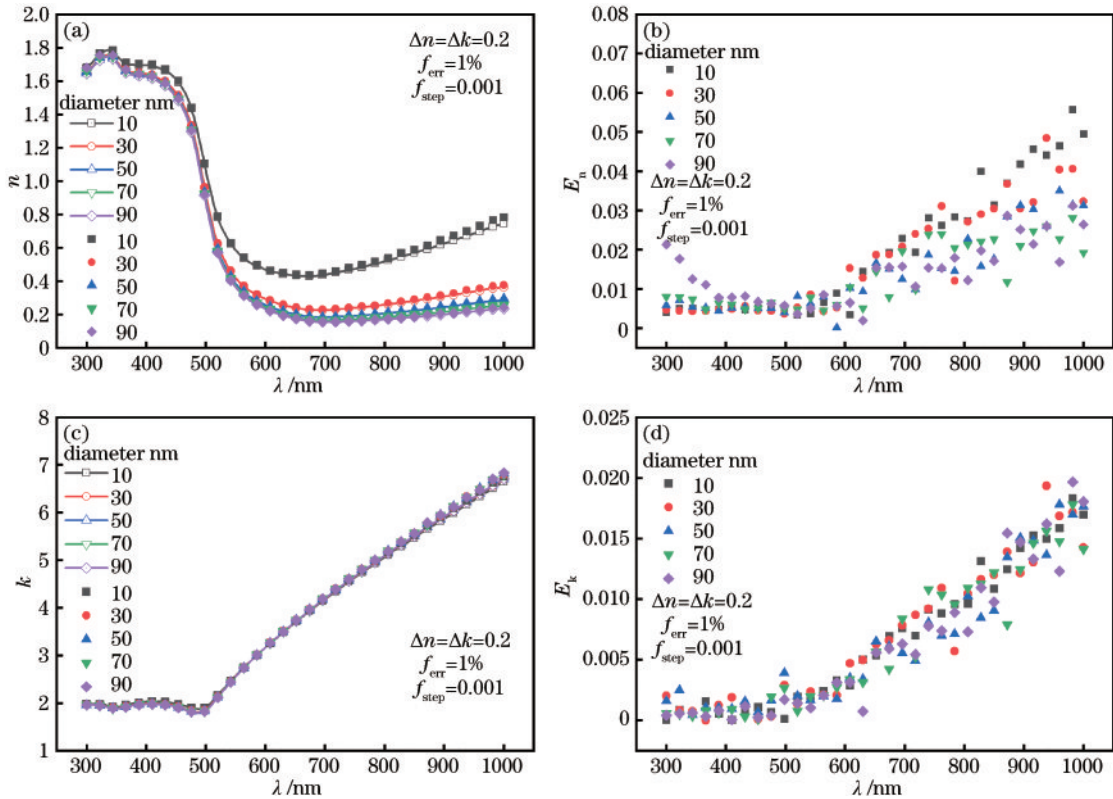 (a)
Δn=Δk=0.2
f_err=1%
f_step=0.001
diameter nm
10
30
50
70
90
10
30
50
70
90
2.0
1.8
1.6
1.4
1.2
1.0
0.8
0.6
0.4
0.2
0
n
300 400 500 600 700 800 900 1000
λ /nm
(b)
diameter nm
10
30
50
70
90
Δn=Δk=0.2
f_err=1%
f_step=0.001
0.08
0.07
0.06
0.05
0.04
0.03
0.02
0.01
0
E_n
300 400 500 600 700 800 900 1000
λ /nm
(c)
diameter nm
10
30
50
70
90
10
30
50
70
90
Δn=Δk=0.2
f_err=1%
f_step=0.001
8
7
6
5
4
3
2
1
k
300 400 500 600 700 800 900 1000
λ /nm
(d)
diameter nm
10
30
50
70
90
Δn=Δk=0.2
f_err=1%
f_step=0.001
0.025
0.020
0.015
0.010
0.005
0
E_k
300 400 500 600 700 800 900 1000
λ /nm